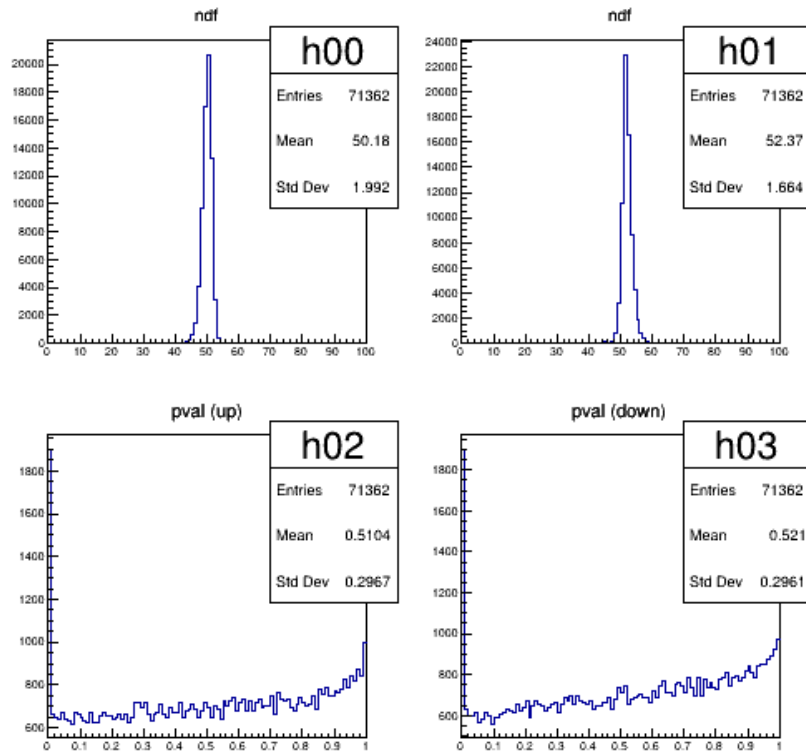 ndf
h00
Entries 71362
Mean 50.18
Std Dev 1.992
20000
18000
16000
14000
12000
10000
8000
6000
4000
2000
0
0 10 20 30 40 50 60 70 80 90 100
ndf
h01
Entries 71362
Mean 52.37
Std Dev 1.664
24000
22000
20000
18000
16000
14000
12000
10000
8000
6000
4000
2000
0
0 10 20 30 40 50 60 70 80 90 100
pval (up)
h02
Entries 71362
Mean 0.5104
Std Dev 0.2967
1800
1600
1400
1200
1000
800
600
0 0.1 0.2 0.3 0.4 0.5 0.6 0.7 0.8 0.9 1
pval (down)
h03
Entries 71362
Mean 0.521
Std Dev 0.2961
1800
1600
1400
1200
1000
800
600
0 0.1 0.2 0.3 0.4 0.5 0.6 0.7 0.8 0.9 1